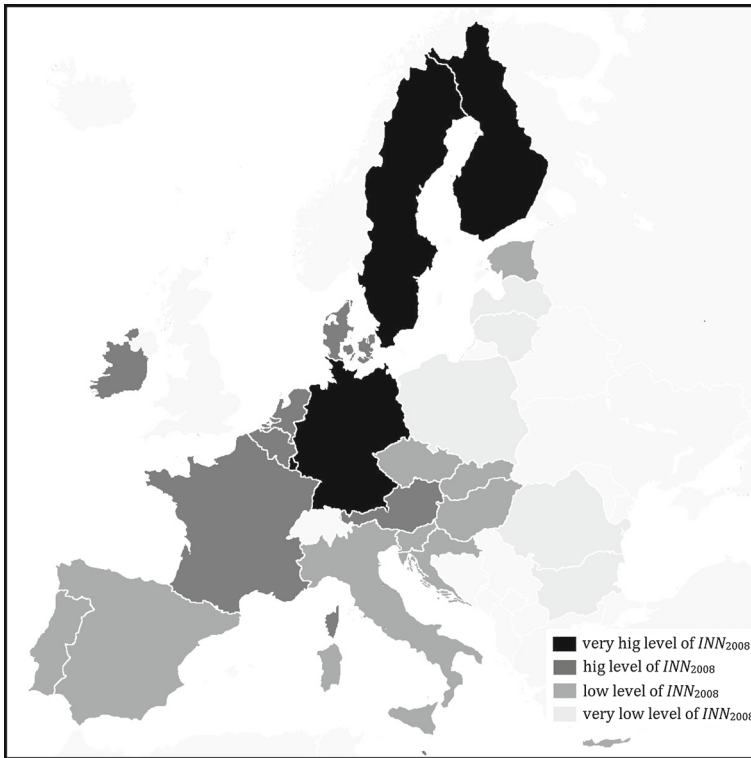 very hig level of INN₂₀₀₈
hig level of INN₂₀₀₈
low level of INN₂₀₀₈
very low level of INN₂₀₀₈